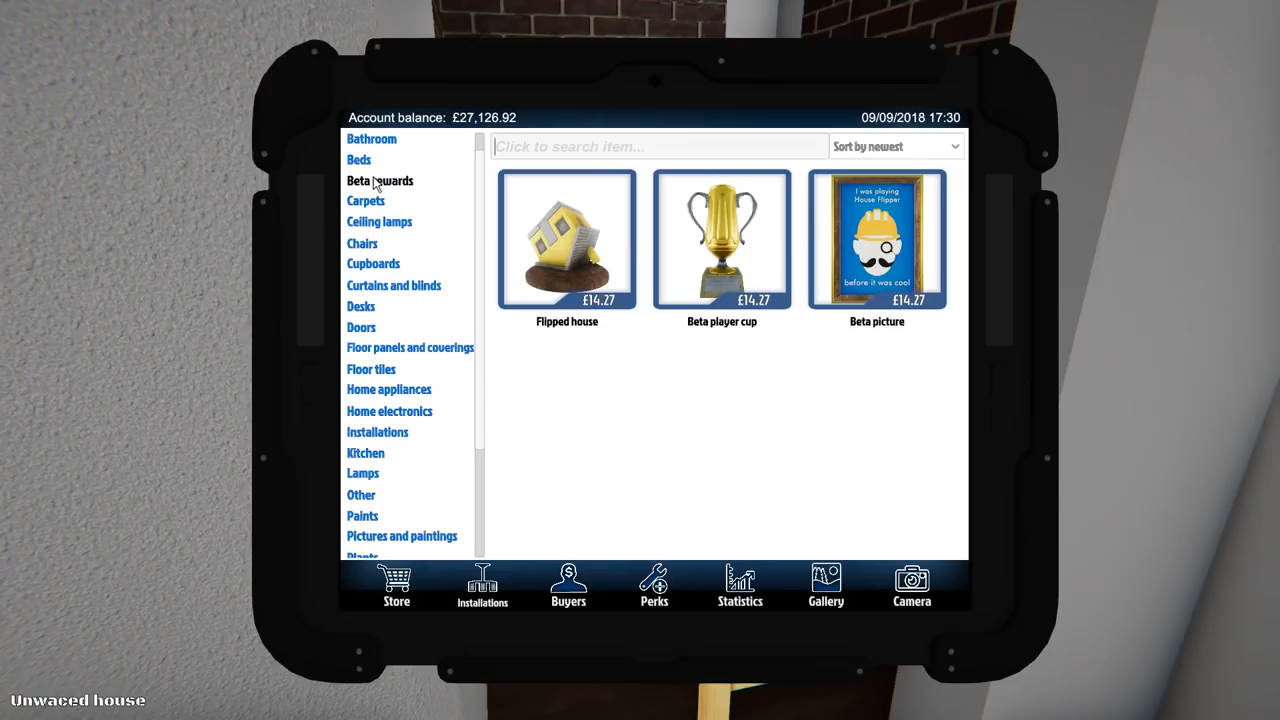 Account balance: £27,126.92
09/09/2018 17:30
Bathroom
Beds
Beta rewards
Carpets
Ceiling lamps
Chairs
Cupboards
Curtains and blinds
Desks
Doors
Floor panels and coverings
Floor tiles
Home appliances
Home electronics
Installations
Kitchen
Lamps
Other
Paints
Pictures and paintings
Plants
Click to search item...
Sort by newest
£14.27
Flipped house
£14.27
Beta player cup
I was playing
House Flipper
before it was cool
£14.27
Beta picture
Store
Installations
Buyers
Perks
Statistics
Gallery
Camera
Unwaced house